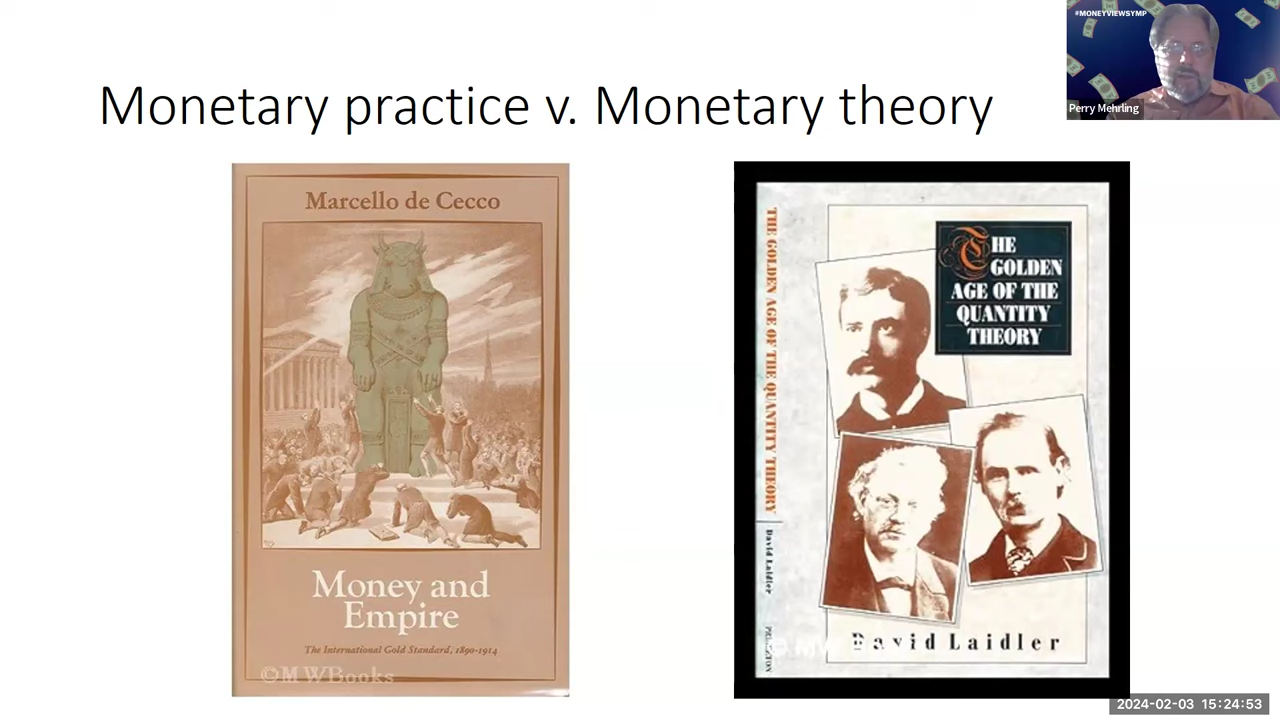 #MONEYVIEWSYMP
Perry Mehrling
Monetary practice v. Monetary theory
Marcello de Cecco
Money and
Empire
The International Gold Standard, 1890-1914
©MWBooks
THE GOLDEN AGE OF THE QUANTITY THEORY
David Laidler
PRINCETON
THE
GOLDEN
AGE OF THE
QUANTITY
THEORY
David Laidler
2024-02-03 15:24:53